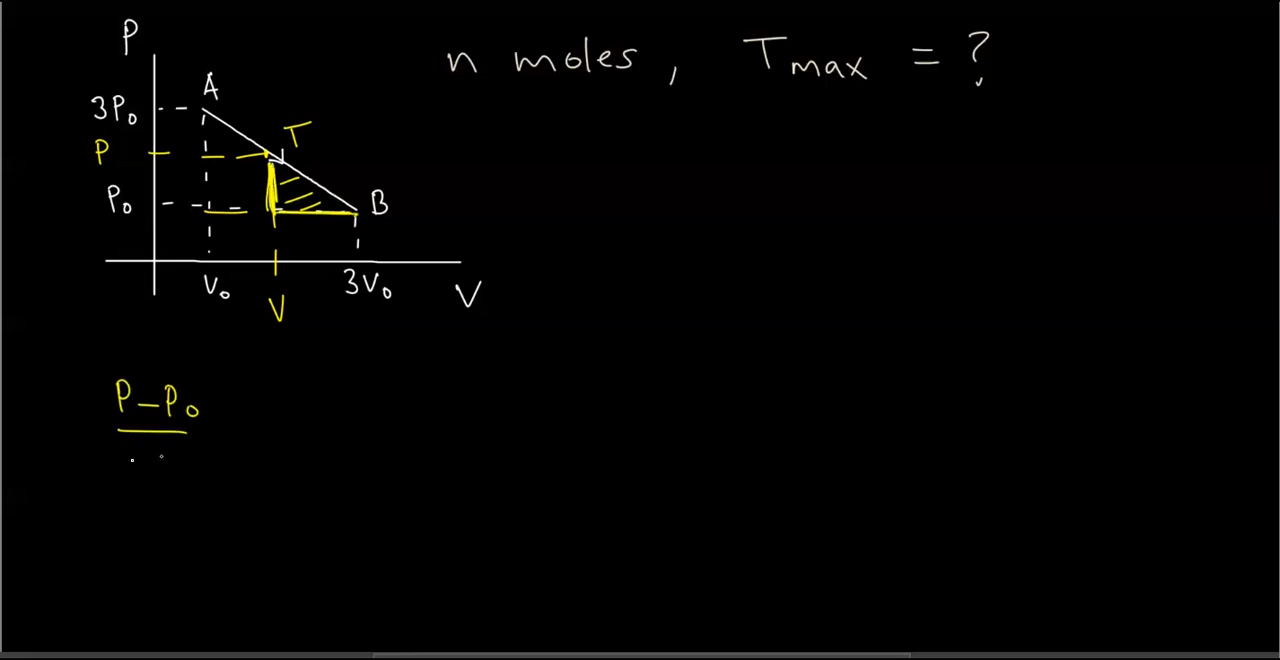 P
n moles, Tmax = ?
A
3P₀
T
P
P₀
B
V₀
3V₀
V
V
P-P₀